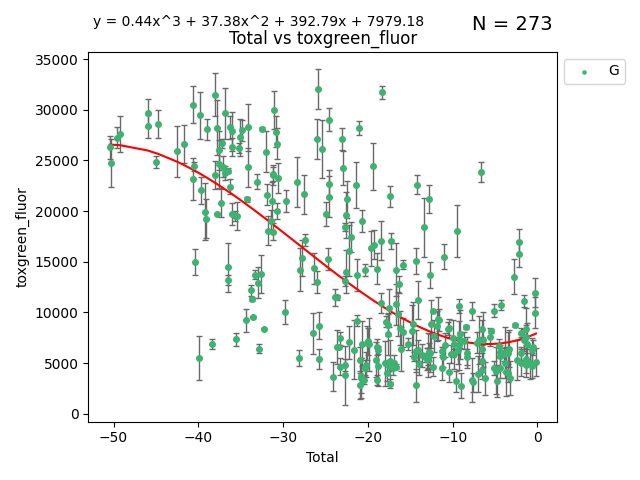 y = 0.44x^3 + 37.38x^2 + 392.79x + 7979.18
N = 273
Total vs toxgreen_fluor
35000
30000
25000
20000
15000
10000
5000
0
toxgreen_fluor
−50
−40
−30
−20
−10
0
Total
G